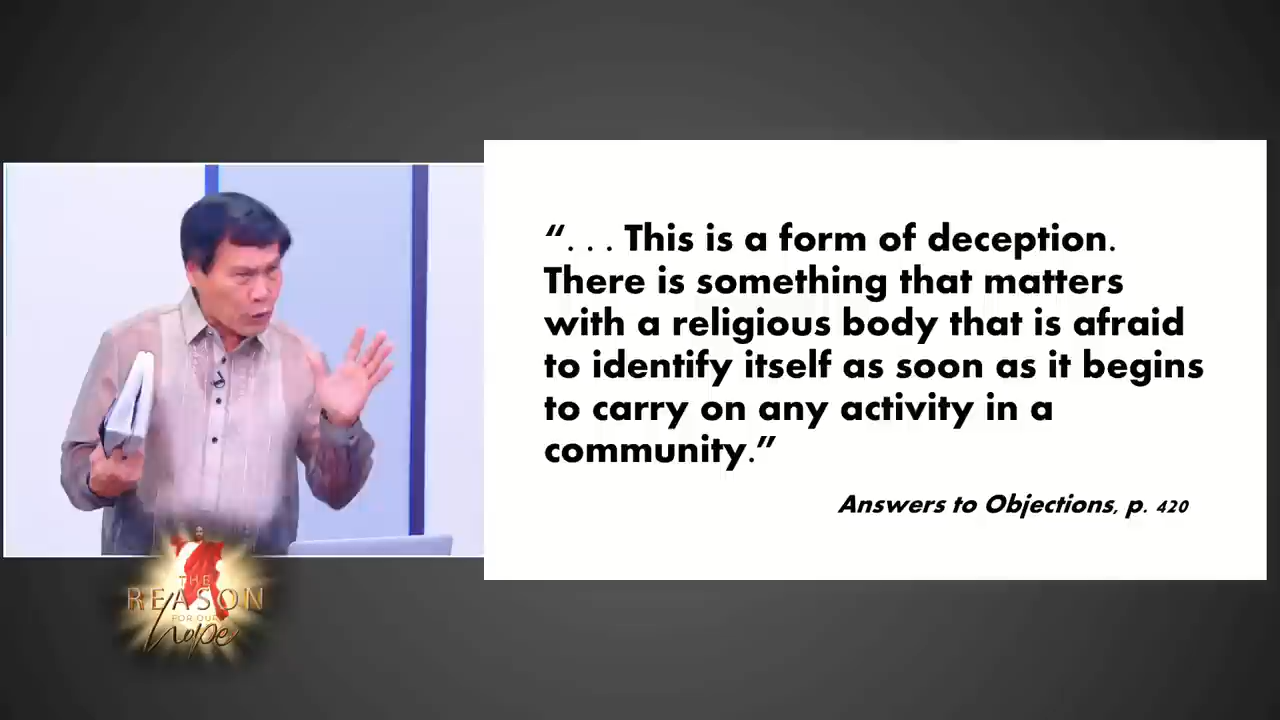 “. . . This is a form of deception.
There is something that matters
with a religious body that is afraid
to identify itself as soon as it begins
to carry on any activity in a
community.”
Answers to Objections, p. 420
THE
REASON
FOR OUR
hope